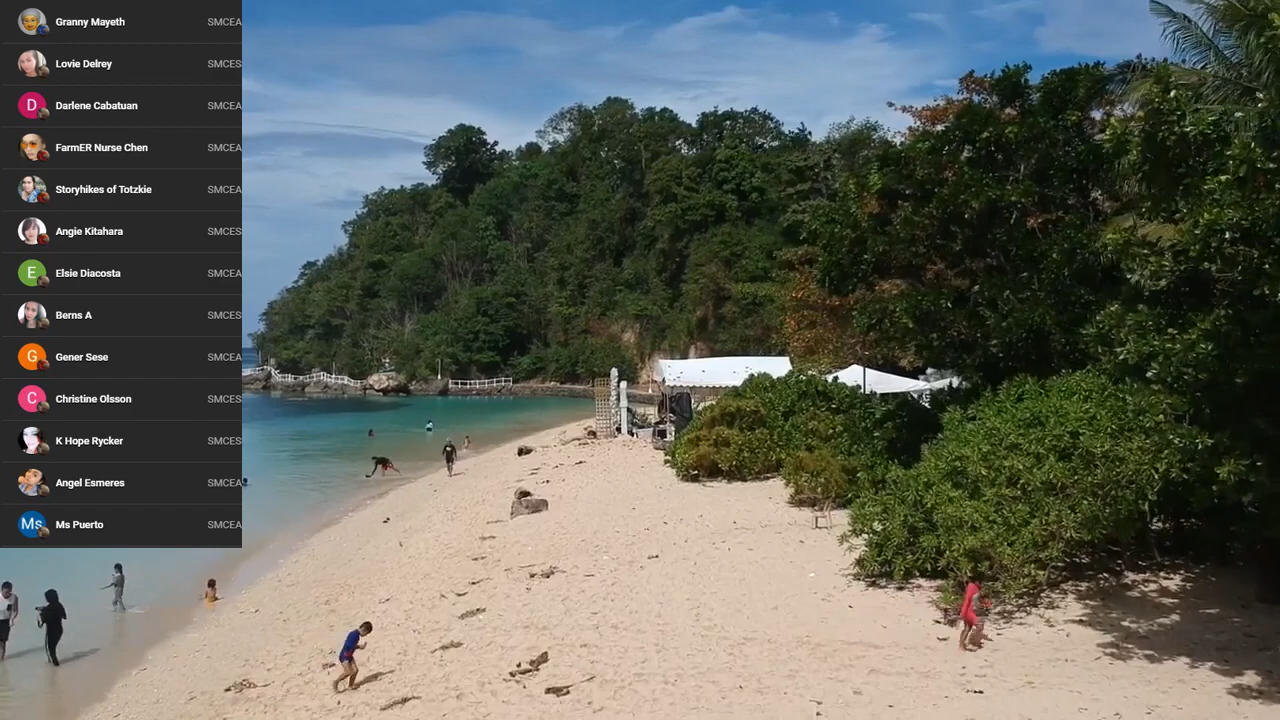 Granny Mayeth SMCEA
Lovie Delrey SMCES
D Darlene Cabatuan SMCEA
FarmER Nurse Chen SMCEA
Storyhikes of Totzkie SMCEA
Angie Kitahara SMCES
E Elsie Diacosta SMCEA
Berns A SMCES
G Gener Sese SMCEA
C Christine Olsson SMCES
K Hope Rycker SMCES
Angel Esmeres SMCEA
Ms Ms Puerto SMCEA